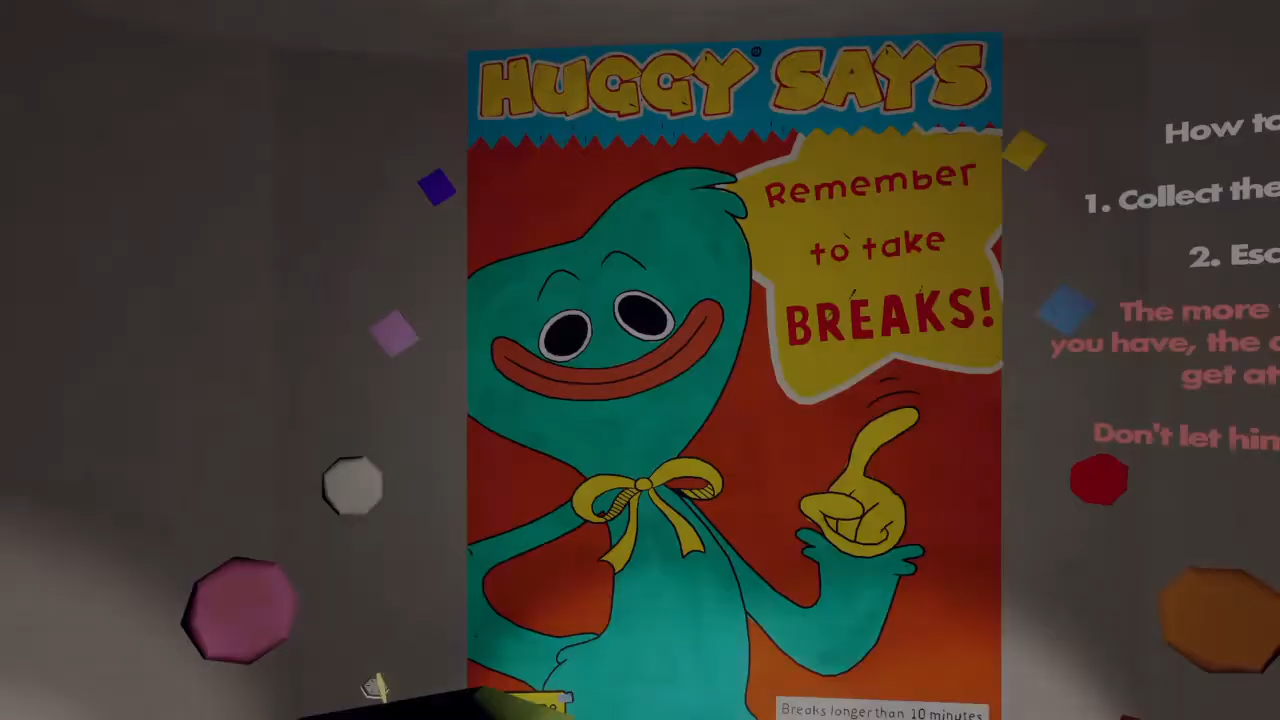 HUGGY® SAYS
Remember
to take
BREAKS!
Breaks longer than 10 minutes
How to
1. Collect the
2. Esc
The more
you have, the
get at
Don't let him